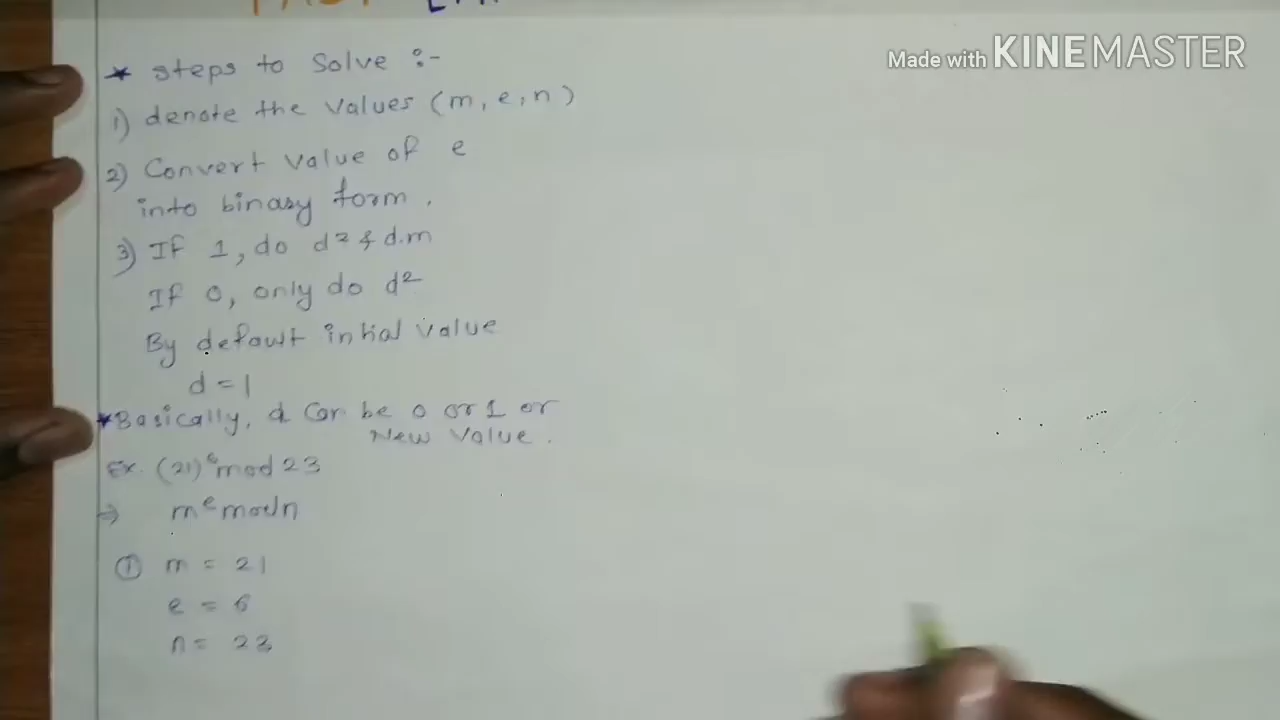 Made with KINEMASTER
* steps to solve :-
1) denote the values (m, e, n)
2) Convert value of e
into binary form.
3) If 1, do d² & d.m
If 0, only do d²
By default initial value
d = 1
* Basically, d can be 0 or 1 or
New value.
Ex. (21)⁶ mod 23
⇒ mᵉ mod n
① m = 21
e = 6
n = 23